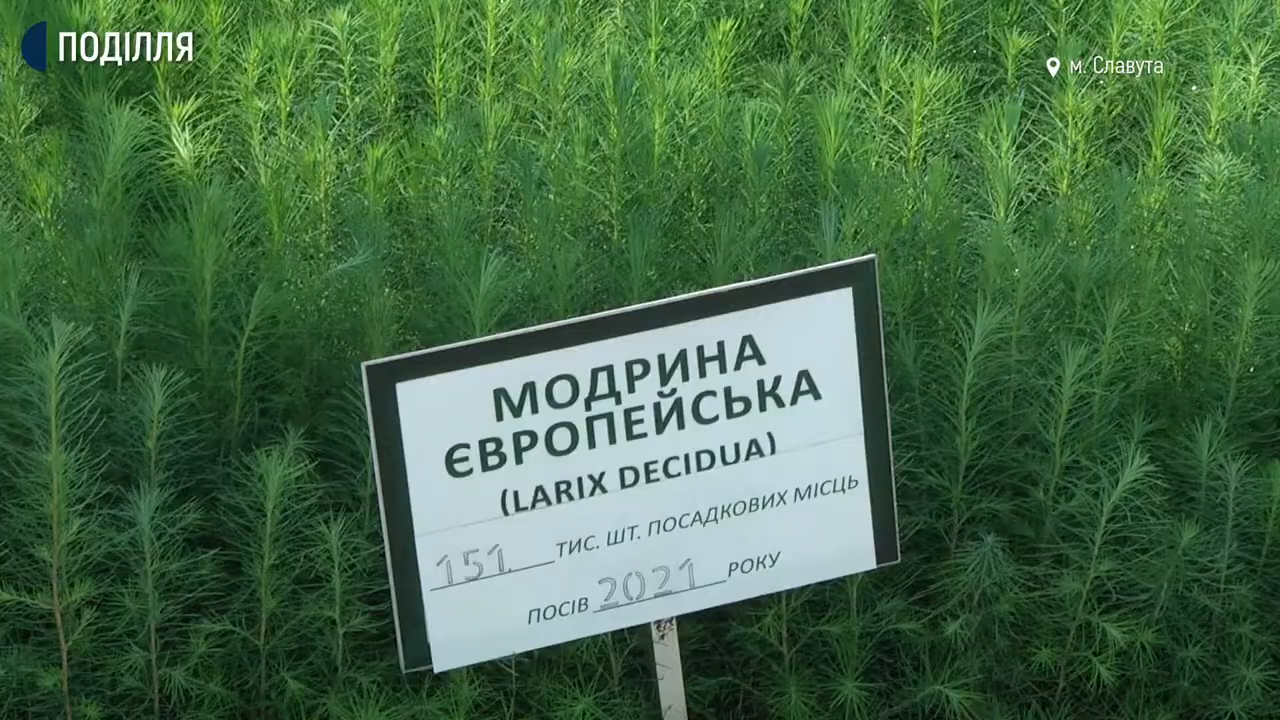 ПОДІЛЛЯ
м. Славута
МОДРИНА
ЄВРОПЕЙСЬКА
(LARIX DECIDUA)
151 ТИС. ШТ. ПОСАДКОВИХ МІСЦЬ
ПОСІВ 2021 РОКУ